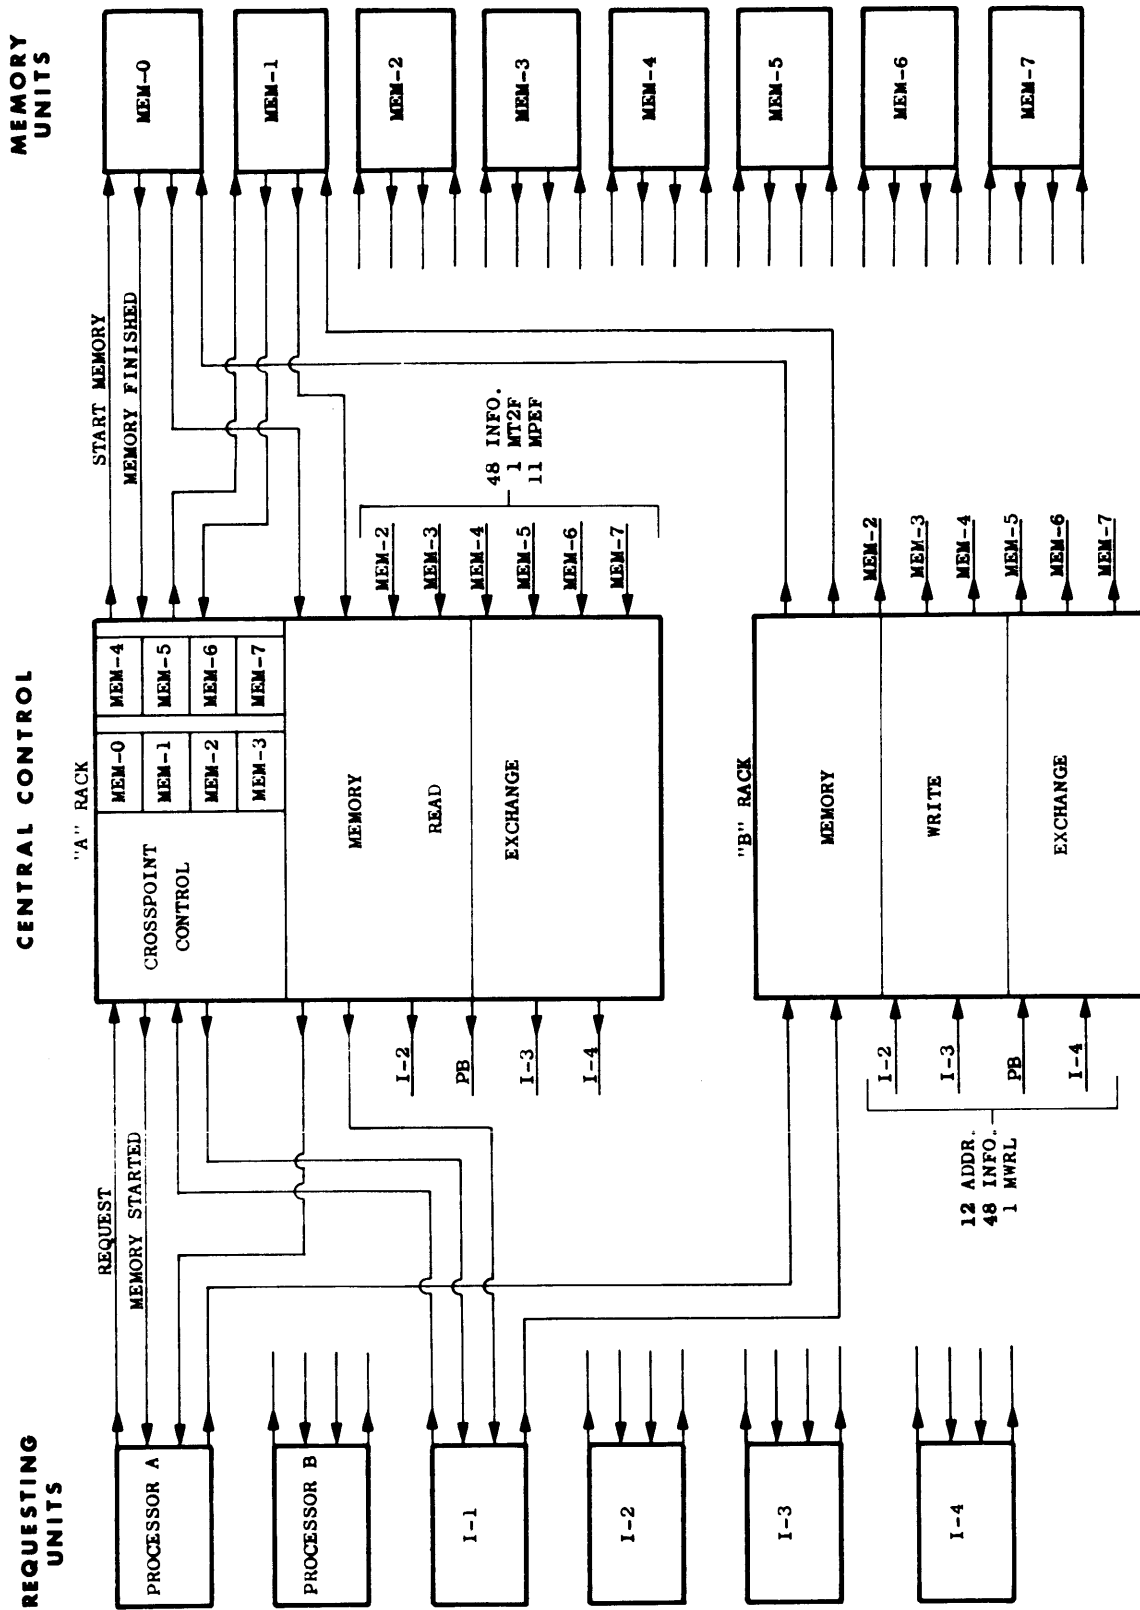 REQUESTING
UNITS
CENTRAL CONTROL
MEMORY
UNITS
PROCESSOR A
PROCESSOR B
I-1
I-2
I-3
I-4
REQUEST
MEMORY STARTED
"A" RACK
CROSSPOINT
CONTROL
MEM-0
MEM-4
MEM-1
MEM-5
MEM-2
MEM-6
MEM-3
MEM-7
MEMORY
READ
EXCHANGE
I-2
PB
I-3
I-4
START MEMORY
MEMORY FINISHED
MEM-2
MEM-3
MEM-4
MEM-5
MEM-6
MEM-7
48 INFO.
1 MT2F
11 MPEF
"B" RACK
MEMORY
WRITE
EXCHANGE
I-2
I-3
PB
I-4
12 ADDR.
48 INFO.
1 MWRL
MEM-2
MEM-3
MEM-4
MEM-5
MEM-6
MEM-7
MEM-0
MEM-1
MEM-2
MEM-3
MEM-4
MEM-5
MEM-6
MEM-7